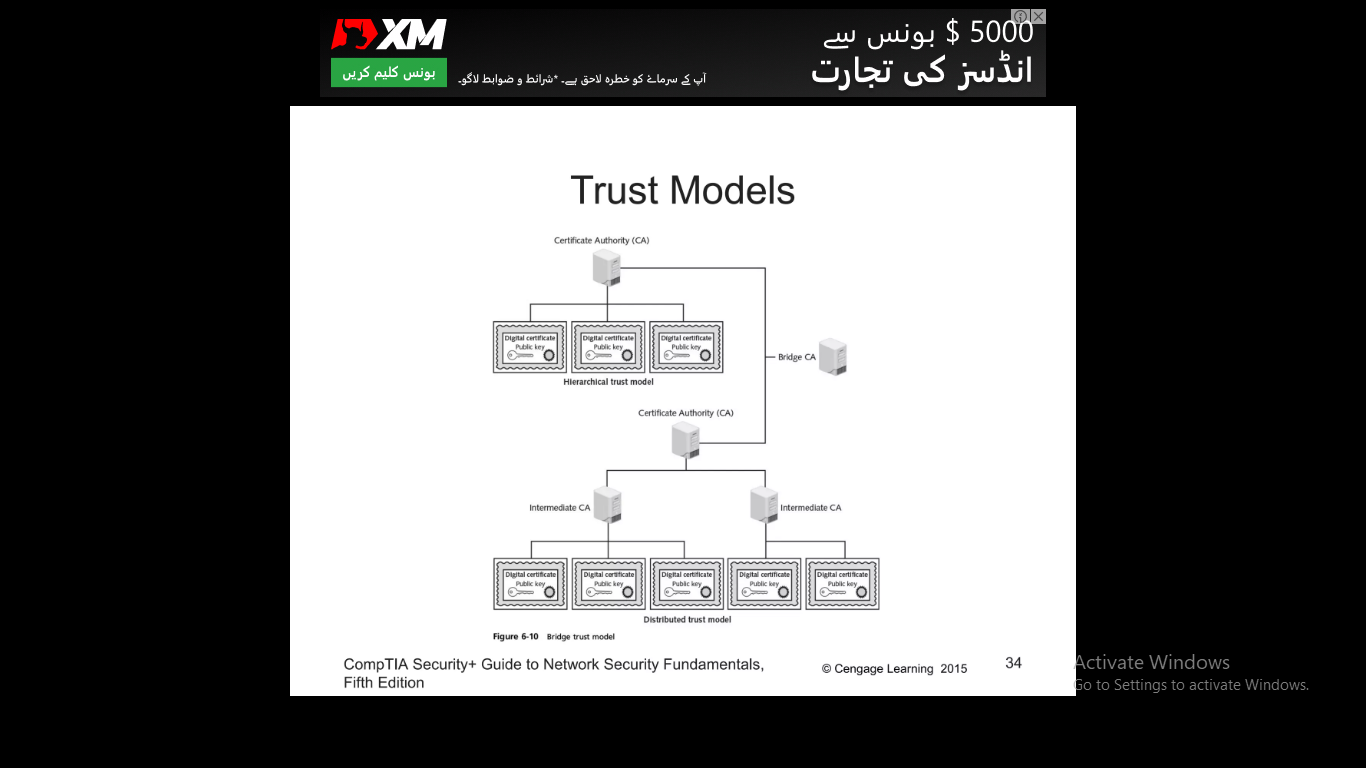 XM
5000 $ بونس سے
انڈسز کی تجارت
بونس کلیم کریں
آپ کے سرمائے کو خطرہ لاحق ہے۔ *شرائط و ضوابط لاگو۔
Trust Models
Certificate Authority (CA)
Digital certificate
Public key
Digital certificate
Public key
Digital certificate
Public key
Hierarchical trust model
Bridge CA
Certificate Authority (CA)
Intermediate CA
Intermediate CA
Digital certificate
Public key
Digital certificate
Public key
Digital certificate
Public key
Digital certificate
Public key
Digital certificate
Public key
Distributed trust model
Figure 6-10 Bridge trust model
CompTIA Security+ Guide to Network Security Fundamentals,
Fifth Edition
© Cengage Learning 2015
34
Activate Windows
Go to Settings to activate Windows.